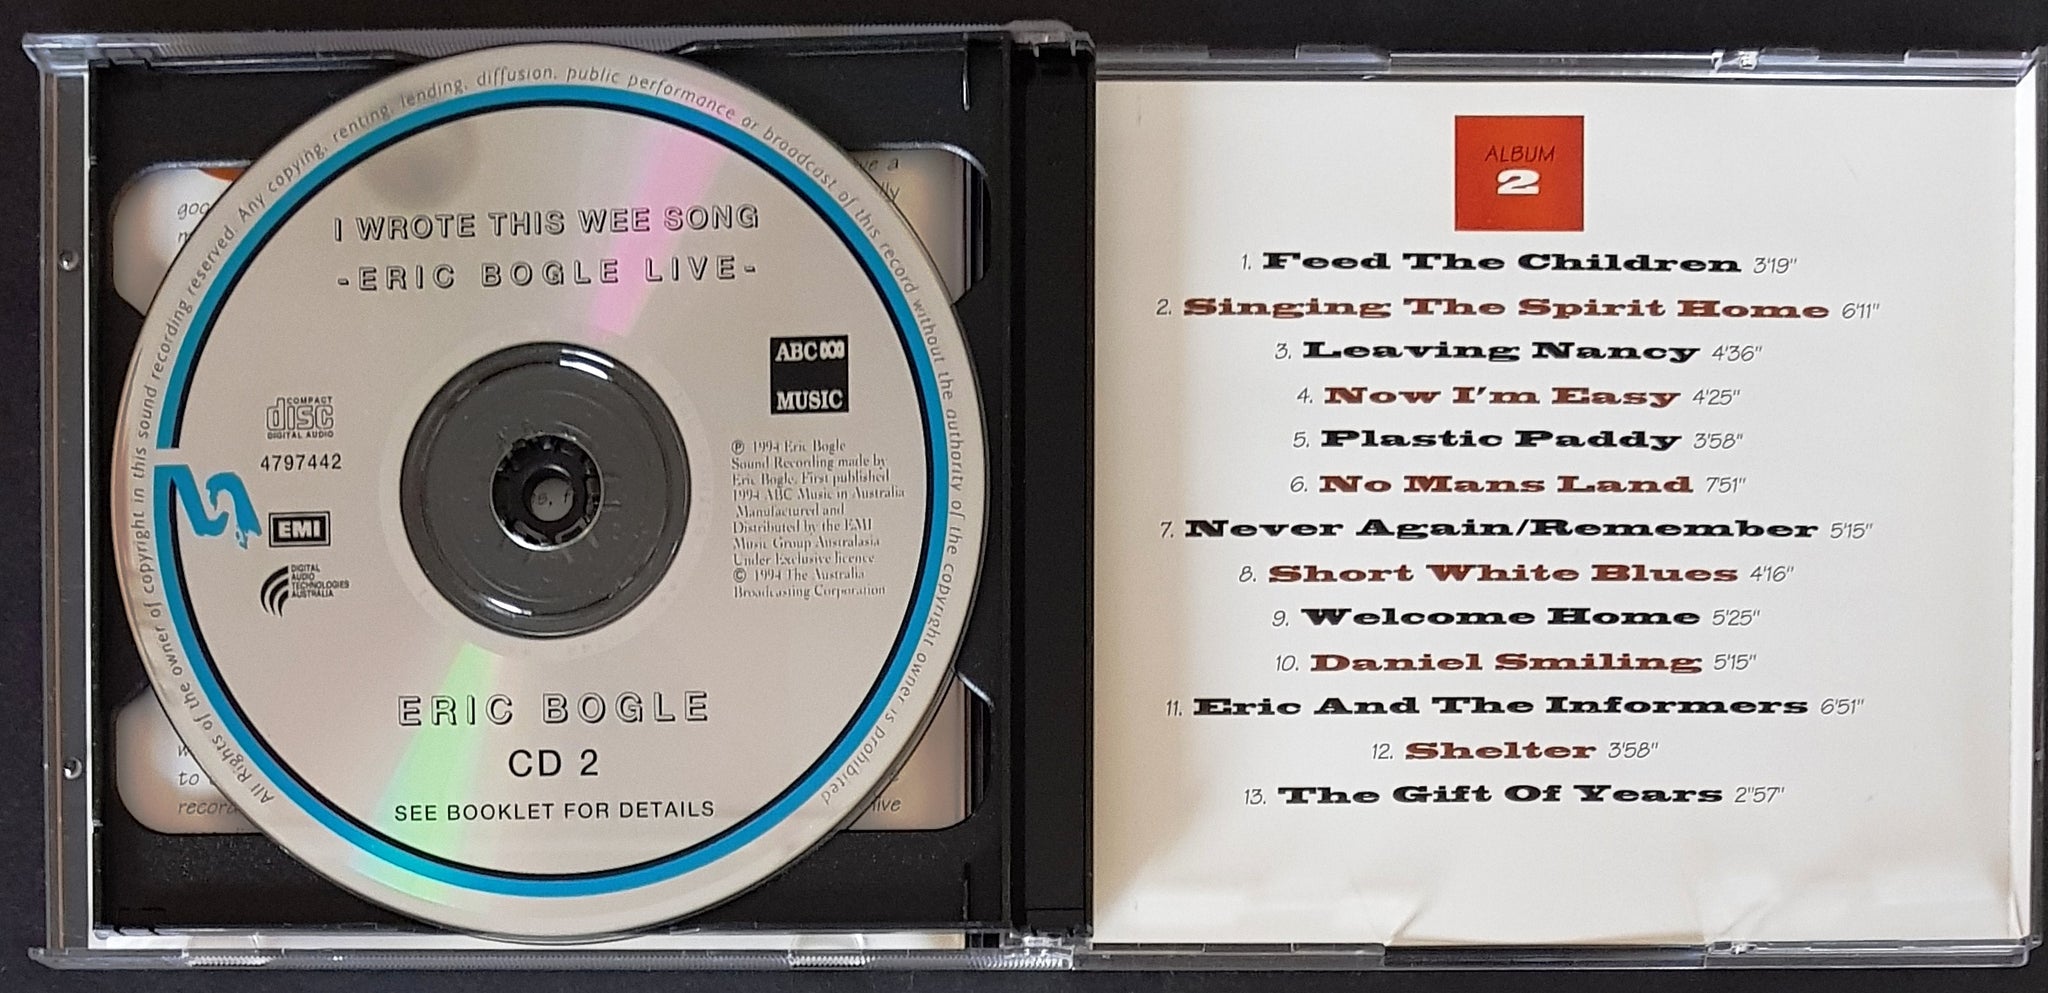 All Rights of the owner of copyright in this sound recording reserved. Any copying, renting, lending, diffusion, public performance or broadcast of this record without the authority of the copyright owner is prohibited
I WROTE THIS WEE SONG
-ERIC BOGLE LIVE-
COMPACT
disc
DIGITAL AUDIO
4797442
EMI
DIGITAL
AUDIO
TECHNOLOGIES
AUSTRALIA
ABC
MUSIC
℗ 1994 Eric Bogle
Sound Recording made by
Eric Bogle. First published
1994 ABC Music in Australia
Manufactured and
Distributed by the EMI
Music Group Australasia
Under Exclusive licence
© 1994 The Australia
Broadcasting Corporation
ERIC BOGLE
CD 2
SEE BOOKLET FOR DETAILS
to
ALBUM
2
1. Feed The Children 3'19"
2. Singing The Spirit Home 6'11"
3. Leaving Nancy 4'36"
4. Now I'm Easy 4'25"
5. Plastic Paddy 3'58"
6. No Mans Land 7'51"
7. Never Again/Remember 5'15"
8. Short White Blues 4'16"
9. Welcome Home 5'25"
10. Daniel Smiling 5'15"
11. Eric And The Informers 6'51"
12. Shelter 3'58"
13. The Gift Of Years 2"57"